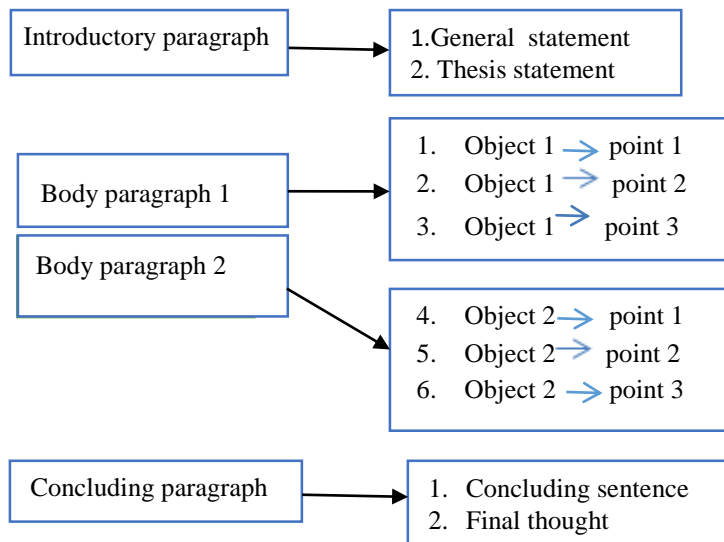 Introductory paragraph
1.General statement
2. Thesis statement
Body paragraph 1
1. Object 1 point 1
2. Object 1 point 2
3. Object 1 point 3
Body paragraph 2
4. Object 2 point 1
5. Object 2 point 2
6. Object 2 point 3
Concluding paragraph
1. Concluding sentence
2. Final thought